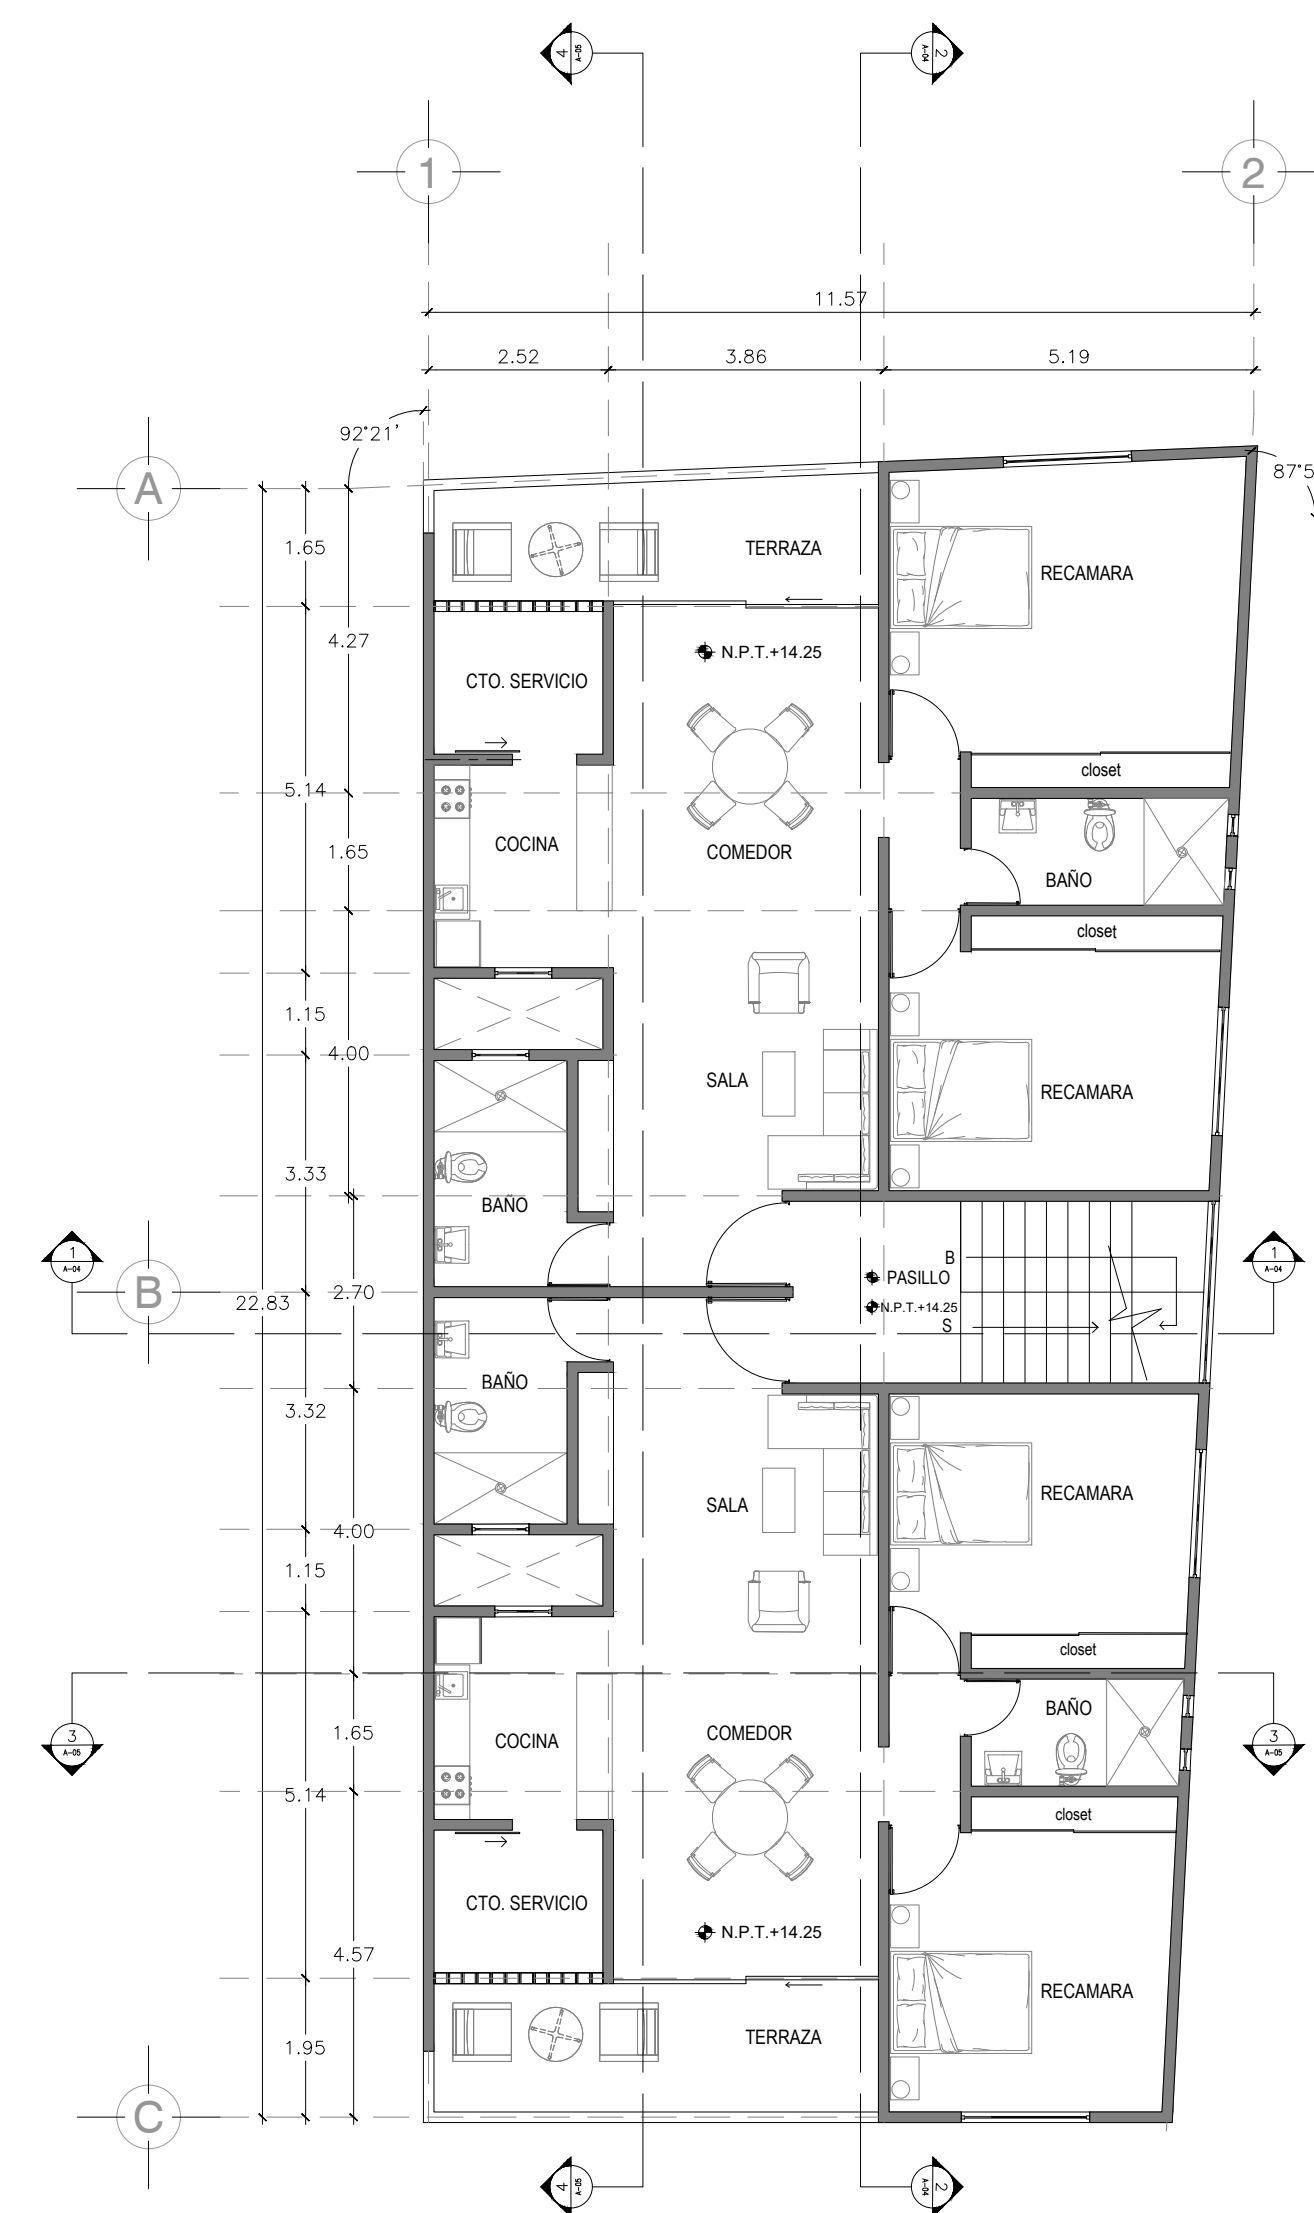 4
A-05
2
A-04
1
2
11.57
2.52
3.86
5.19
92°21'
87°5
A
1.65
TERRAZA
RECAMARA
4.27
N.P.T.+14.25
CTO. SERVICIO
closet
5.14
COCINA
COMEDOR
1.65
BAÑO
closet
1.15
4.00
SALA
RECAMARA
3.33
BAÑO
1
A-04
B
PASILLO
1
A-04
B
22.83
2.70
N.P.T.+14.25
S
BAÑO
3.32
SALA
RECAMARA
4.00
1.15
closet
3
A-05
1.65
COCINA
COMEDOR
BAÑO
3
A-05
5.14
closet
CTO. SERVICIO
N.P.T.+14.25
4.57
RECAMARA
1.95
TERRAZA
C
4
A-05
2
A-04